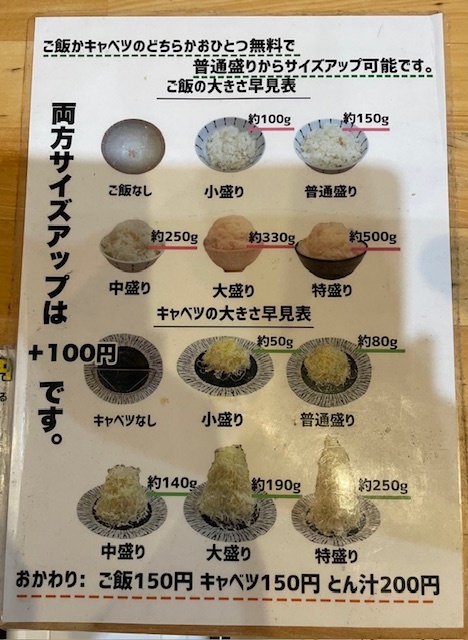 ご飯かキャベツのどちらかおひとつ無料で
普通盛りからサイズアップ可能です。
ご飯の大きさ早見表
両方サイズアップは
+100円
です。
約100g
約150g
ご飯なし
小盛り
普通盛り
約250g
約330g
約500g
中盛り
大盛り
特盛り
キャベツの大きさ早見表
約50g
約80g
キャベツなし
小盛り
普通盛り
約140g
約190g
約250g
中盛り
大盛り
特盛り
おかわり: ご飯150円 キャベツ150円 とん汁200円